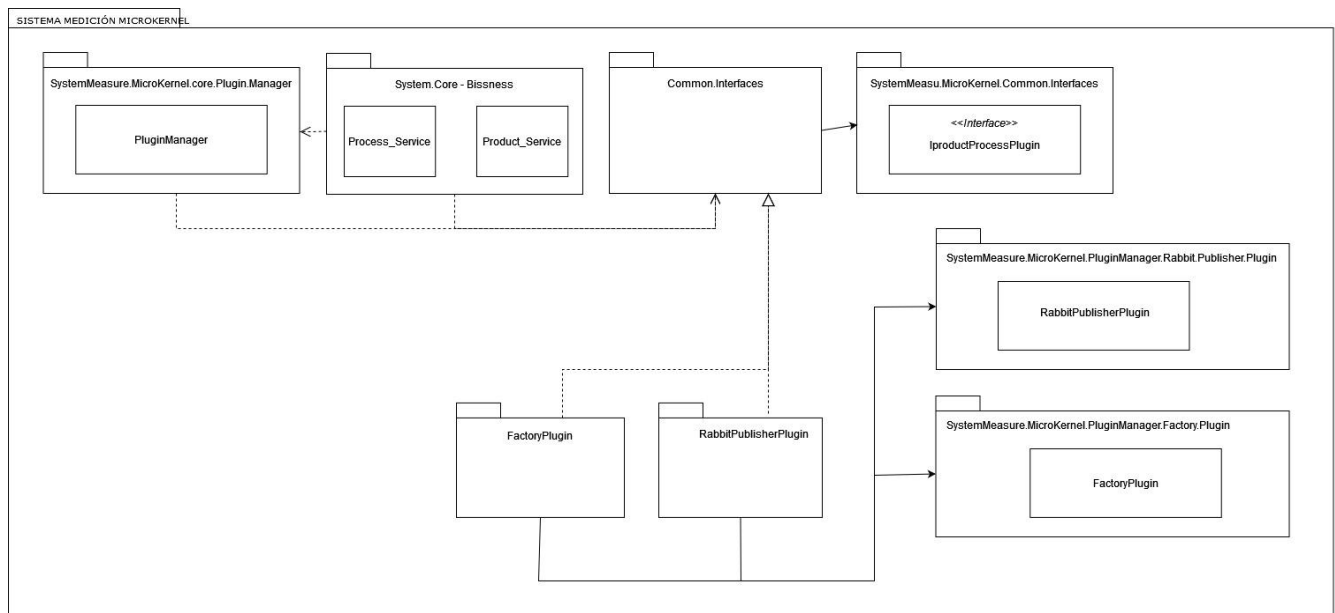 SISTEMA MEDICIÓN MICROKERNEL
SystemMeasure.MicroKernel.core.Plugin.Manager
PluginManager
System.Core - Bissness
Process_Service
Product_Service
Common.Interfaces
SystemMeasu.MicroKernel.Common.Interfaces
<<Interface>>
IproductProcessPlugin
SystemMeasure.MicroKernel.PluginManager.Rabbit.Publisher.Plugin
RabbitPublisherPlugin
FactoryPlugin
RabbitPublisherPlugin
SystemMeasure.MicroKernel.PluginManager.Factory.Plugin
FactoryPlugin